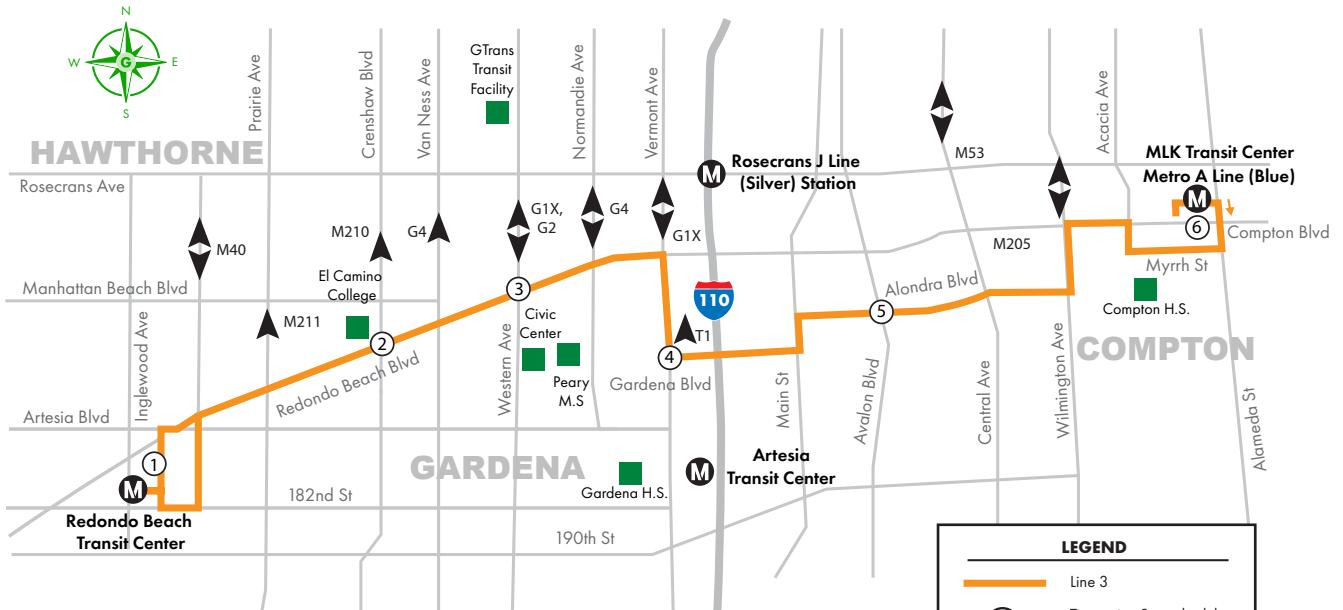 N
W
G
E
S
GTrans
Transit
Facility
Prairie Ave
Crenshaw Blvd
Van Ness Ave
Normandie Ave
Vermont Ave
Acacia Ave
HAWTHORNE
Rosecrans Ave
M
Rosecrans J Line
(Silver) Station
M53
MLK Transit Center
Metro A Line (Blue)
M
6
Compton Blvd
M40
M210
G4
G1X,
G2
G4
G1X
M205
Myrrh St
El Camino
College
Manhattan Beach Blvd
3
110
Alondra Blvd
Compton H.S.
M211
Civic
Center
5
T1
2
4
COMPTON
Inglewood Ave
Redondo Beach Blvd
Western Ave
Peary
M.S
Gardena Blvd
Main St
Avalon Blvd
Central Ave
Wilmington Ave
Alameda St
Artesia Blvd
1
M
GARDENA
Gardena H.S.
M
Artesia
Transit Center
182nd St
Redondo Beach
Transit Center
190th St
LEGEND
Line 3